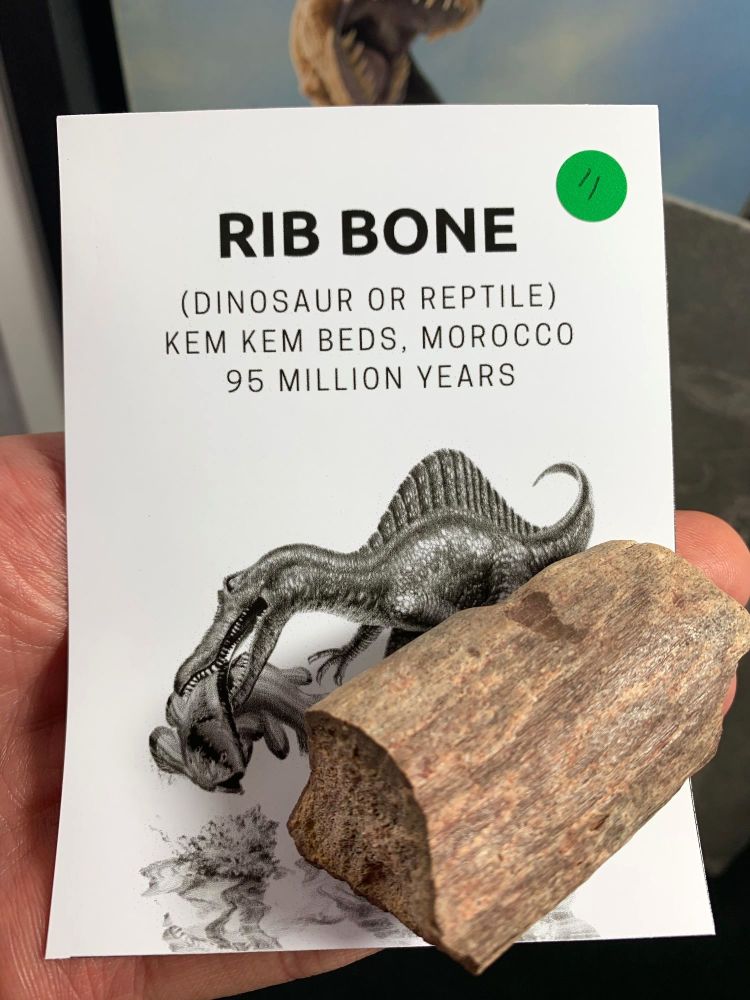 RIB BONE
(DINOSAUR OR REPTILE)
KEM KEM BEDS, MOROCCO
95 MILLION YEARS